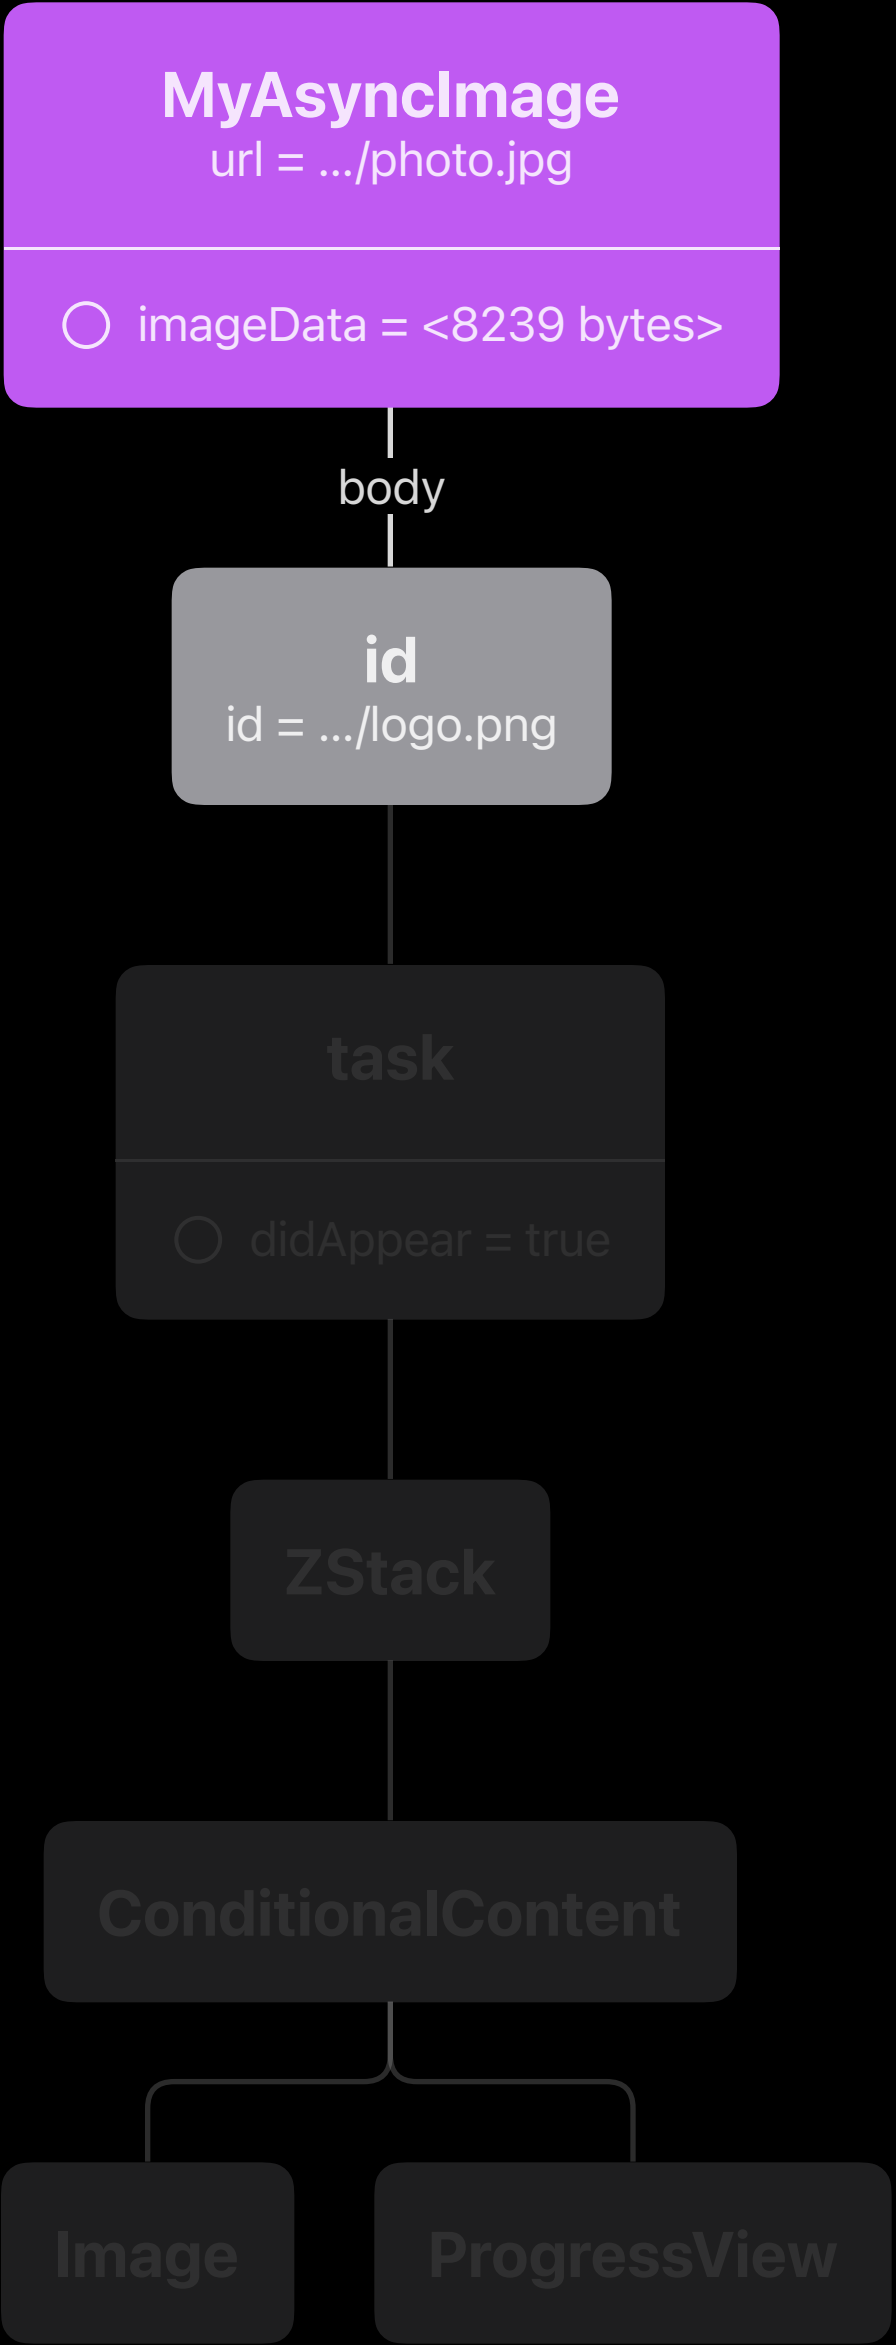 MyAsyncImage
url = .../photo.jpg
imageData = <8239 bytes>
body
id
id = .../logo.png
task
didAppear = true
ZStack
ConditionalContent
Image
ProgressView